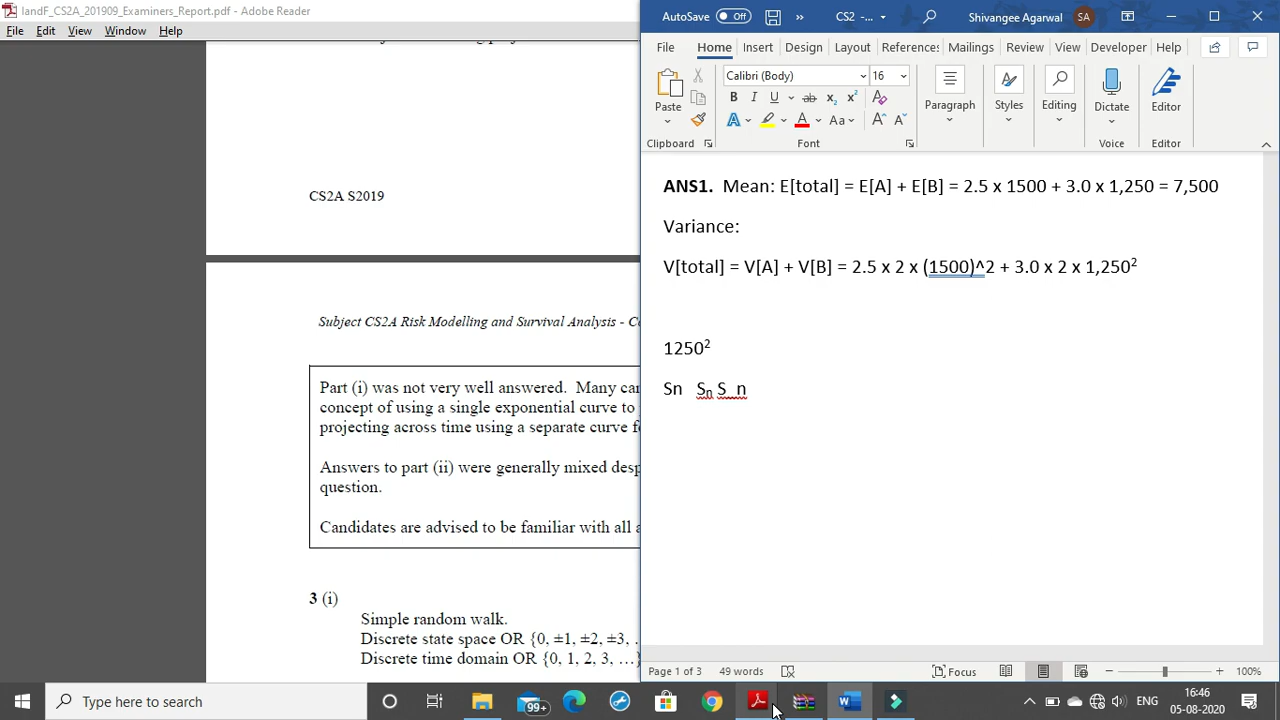 IandF_CS2A_201909_Examiners_Report.pdf - Adobe Reader
File Edit View Window Help
CS2A S2019
Subject CS2A Risk Modelling and Survival Analysis - Co
Part (i) was not very well answered. Many can
concept of using a single exponential curve to
projecting across time using a separate curve fo
Answers to part (ii) were generally mixed desp
question.
Candidates are advised to be familiar with all a
3 (i)
Simple random walk.
Discrete state space OR {0, ±1, ±2, ±3, .
Discrete time domain OR {0, 1, 2, 3, …}
AutoSave Off » CS2 -... Shivangee Agarwal SA
File Home Insert Design Layout References Mailings Review View Developer Help
Calibri (Body) 16
Paste Paragraph Styles Editing Dictate Editor
Clipboard Font Voice Editor
ANS1. Mean: E[total] = E[A] + E[B] = 2.5 x 1500 + 3.0 x 1,250 = 7,500
Variance:
V[total] = V[A] + V[B] = 2.5 x 2 x (1500)^2 + 3.0 x 2 x 1,250²
1250²
Sn Sₙ S_n
Page 1 of 3 49 words Focus 100%
Type here to search 99+ ENG 16:46
05-08-2020